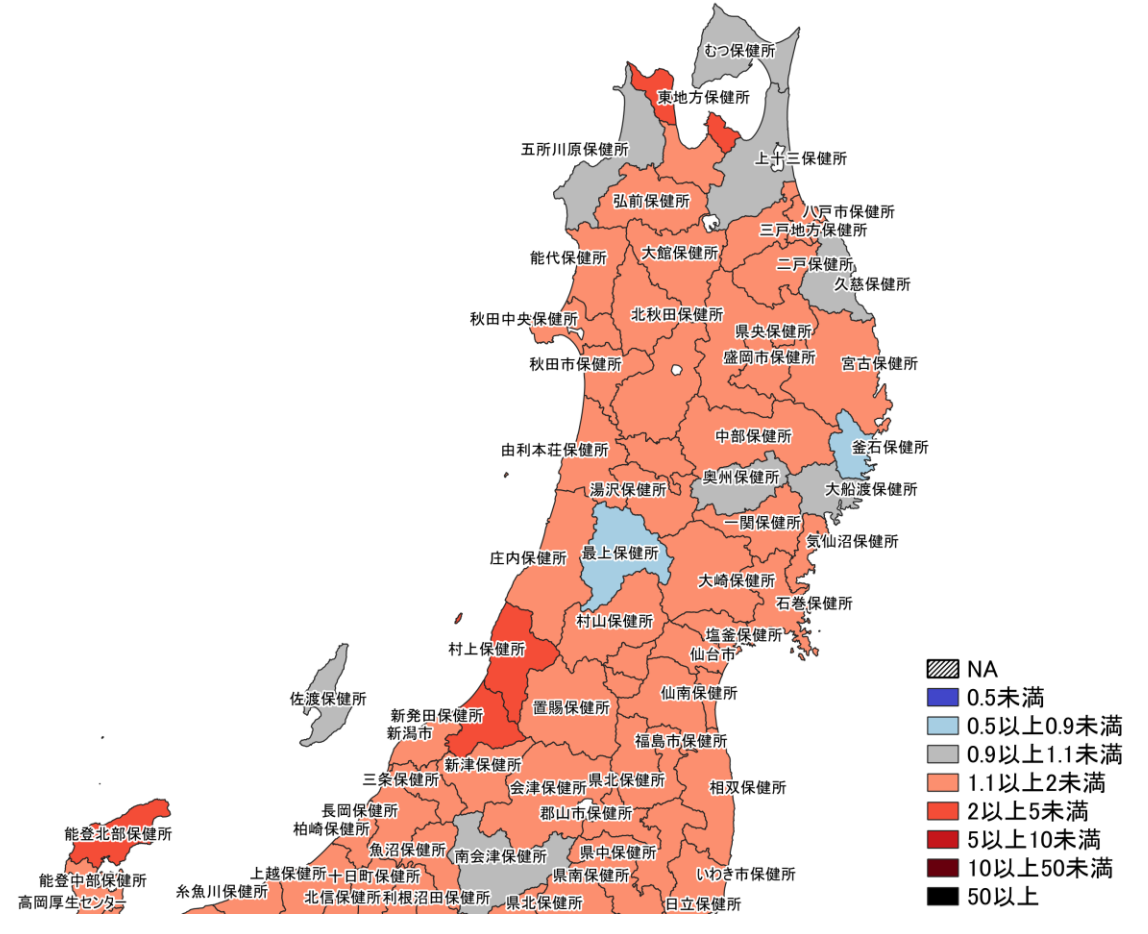 むつ保健所
東地方保健所
五所川原保健所
上十三保健所
弘前保健所
八戸市保健所
三戸地方保健所
大館保健所
能代保健所
二戸保健所
久慈保健所
北秋田保健所
秋田中央保健所
県央保健所
盛岡市保健所
秋田市保健所
宮古保健所
中部保健所
釜石保健所
由利本荘保健所
奥州保健所
湯沢保健所
大船渡保健所
一関保健所
気仙沼保健所
庄内保健所
最上保健所
大崎保健所
石巻保健所
村山保健所
塩釜保健所
村上保健所
仙台市
佐渡保健所
仙南保健所
置賜保健所
新発田保健所
新潟市
福島市保健所
新津保健所
三条保健所
会津保健所
県北保健所
相双保健所
長岡保健所
郡山市保健所
柏崎保健所
能登北部保健所
魚沼保健所
南会津保健所
県中保健所
上越保健所
十日町保健所
県南保健所
いわき市保健所
能登中部保健所
糸魚川保健所
北信保健所
利根沼田保健所
県北保健所
日立保健所
高岡厚生センター
NA
0.5未満
0.5以上0.9未満
0.9以上1.1未満
1.1以上2未満
2以上5未満
5以上10未満
10以上50未満
50以上